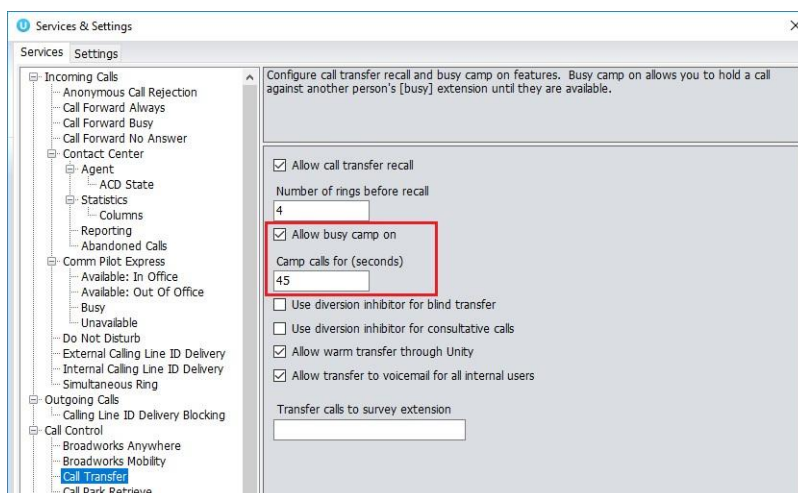 Services & Settings
Services
Settings
Incoming Calls
Anonymous Call Rejection
Call Forward Always
Call Forward Busy
Call Forward No Answer
Contact Center
Agent
ACD State
Statistics
Columns
Reporting
Abandoned Calls
Comm Pilot Express
Available: In Office
Available: Out Of Office
Busy
Unavailable
Do Not Disturb
External Calling Line ID Delivery
Internal Calling Line ID Delivery
Simultaneous Ring
Outgoing Calls
Calling Line ID Delivery Blocking
Call Control
Broadworks Anywhere
Broadworks Mobility
Call Transfer
Call Park Retrieve
Configure call transfer recall and busy camp on features. Busy camp on allows you to hold a call
against another person's [busy] extension until they are available.
Allow call transfer recall
Number of rings before recall
4
Allow busy camp on
Camp calls for (seconds)
45
Use diversion inhibitor for blind transfer
Use diversion inhibitor for consultative calls
Allow warm transfer through Unity
Allow transfer to voicemail for all internal users
Transfer calls to survey extension